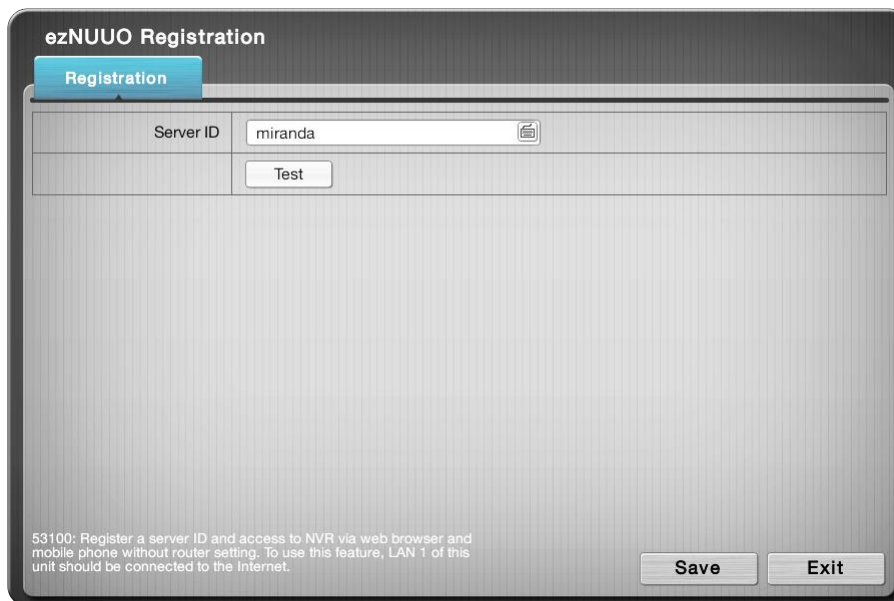 ezNUUO Registration
Registration
Server ID
miranda
Test
53100: Register a server ID and access to NVR via web browser and
mobile phone without router setting. To use this feature, LAN 1 of this
unit should be connected to the Internet.
Save
Exit